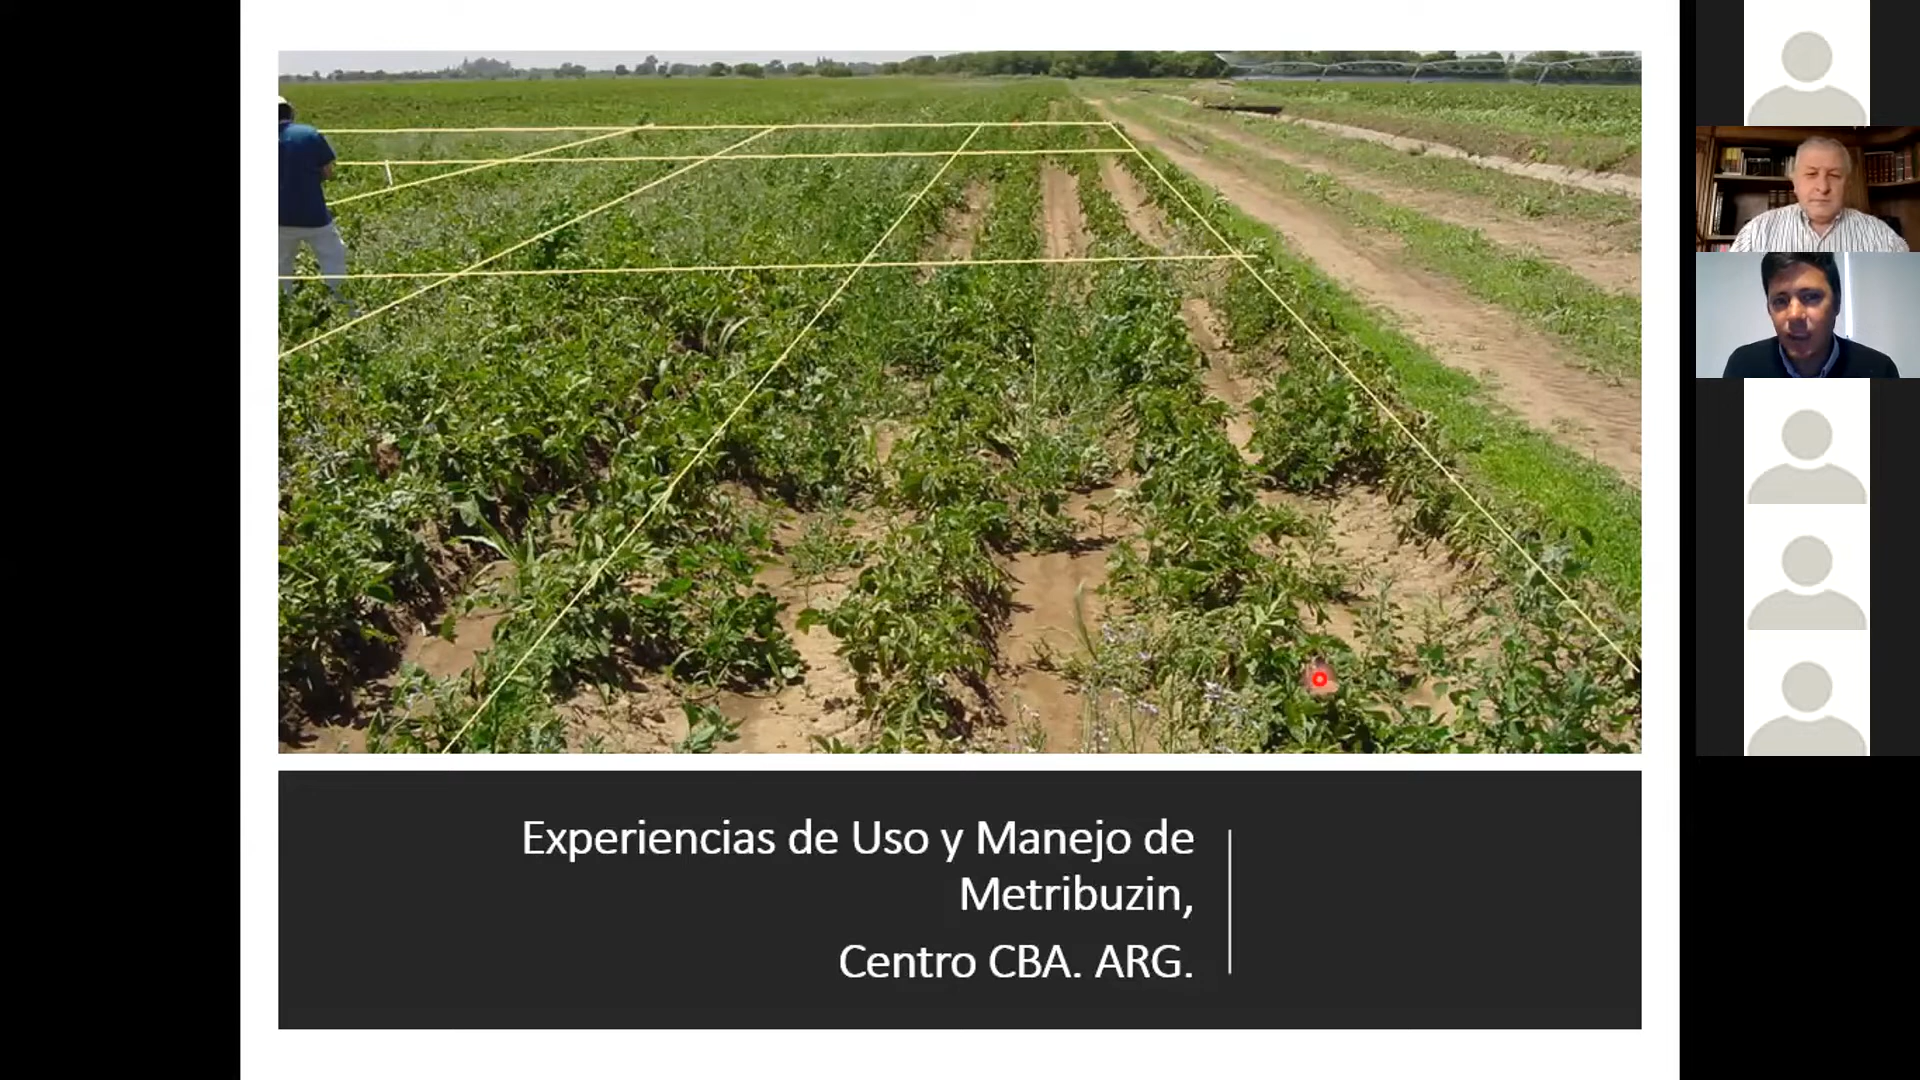 Experiencias de Uso y Manejo de
Metribuzin,
Centro CBA. ARG.